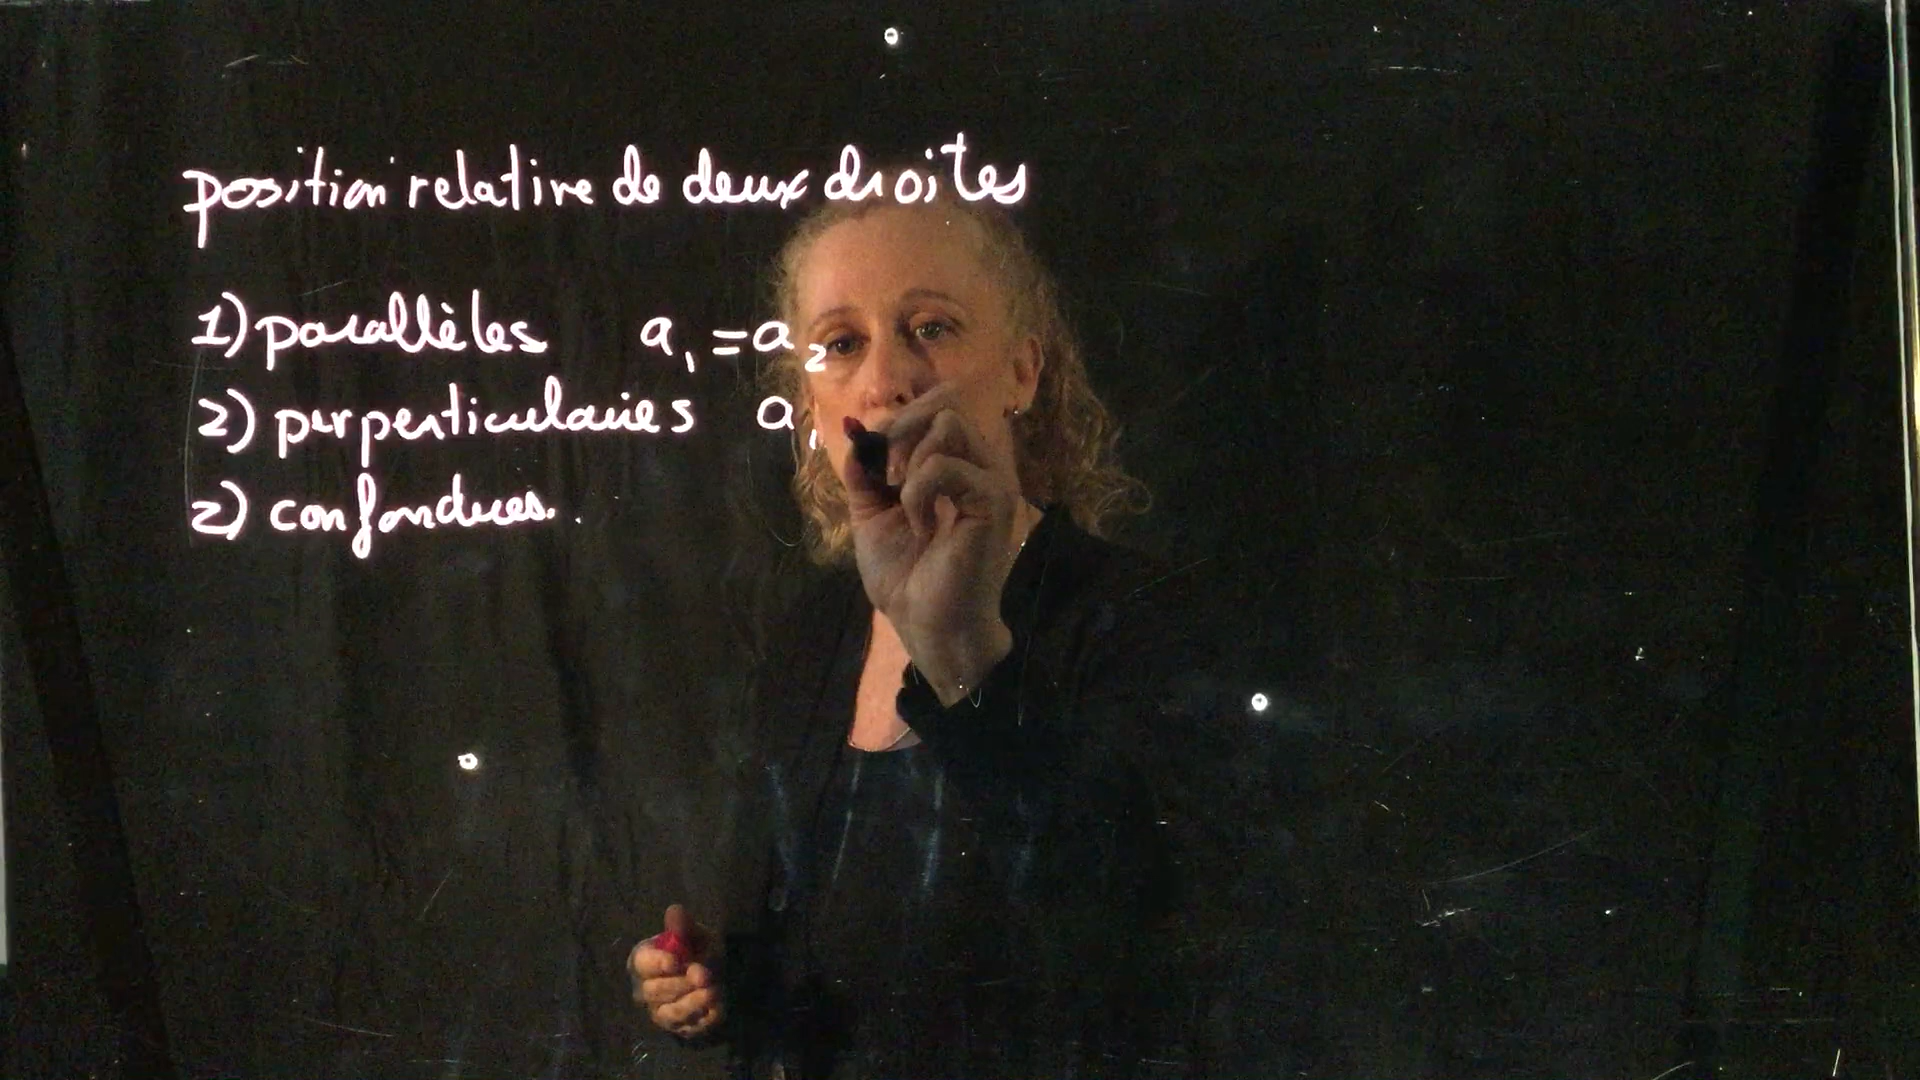 position relative de deux droites
1) parallèles a₁ = a₂
2) perpenticulaires a₁
2) confondues.